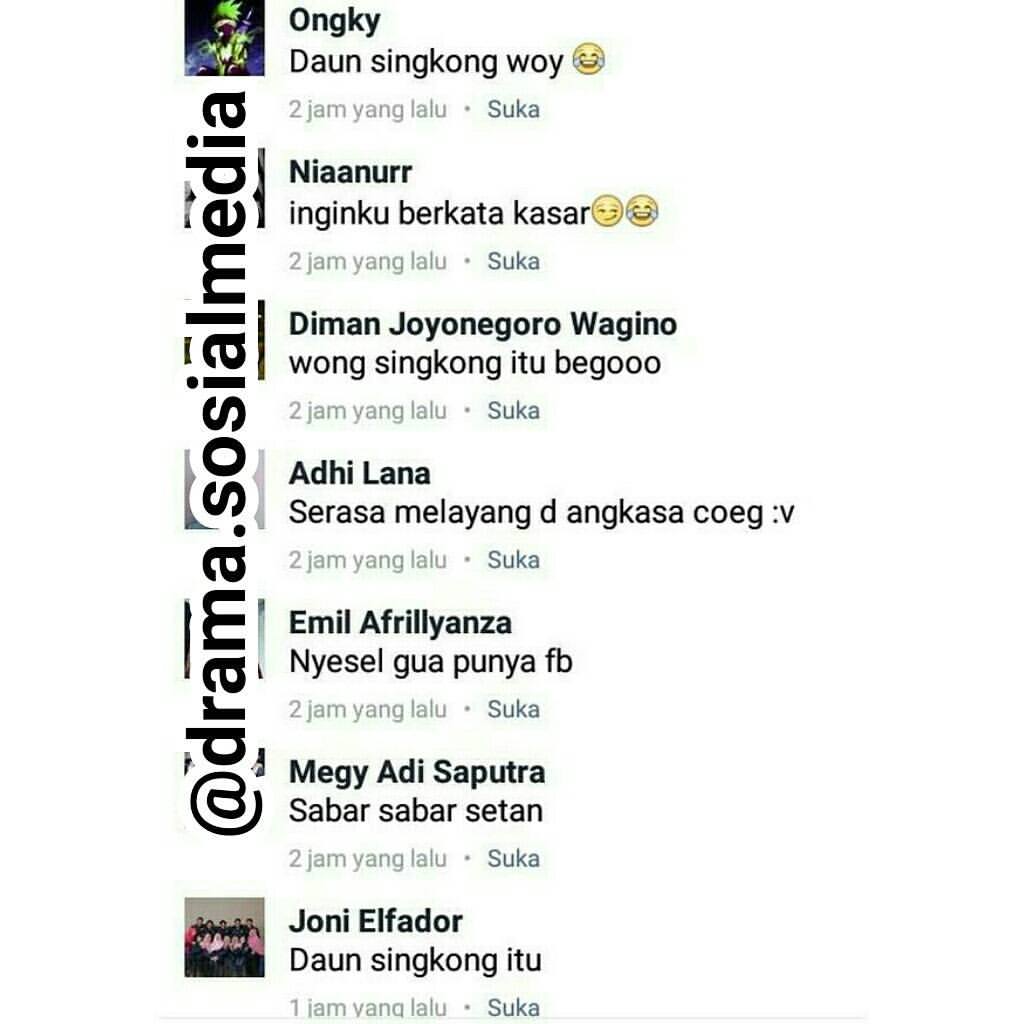 Ongky
Daun singkong woy 😂
2 jam yang lalu • Suka
Niaanurr
inginku berkata kasar😏😂
2 jam yang lalu • Suka
Diman Joyonegoro Wagino
wong singkong itu begooo
2 jam yang lalu • Suka
Adhi Lana
Serasa melayang d angkasa coeg :v
2 jam yang lalu • Suka
Emil Afrillyanza
Nyesel gua punya fb
2 jam yang lalu • Suka
Megy Adi Saputra
Sabar sabar setan
2 jam yang lalu • Suka
Joni Elfador
Daun singkong itu
1 jam yang lalu • Suka
@drama.sosialmedia